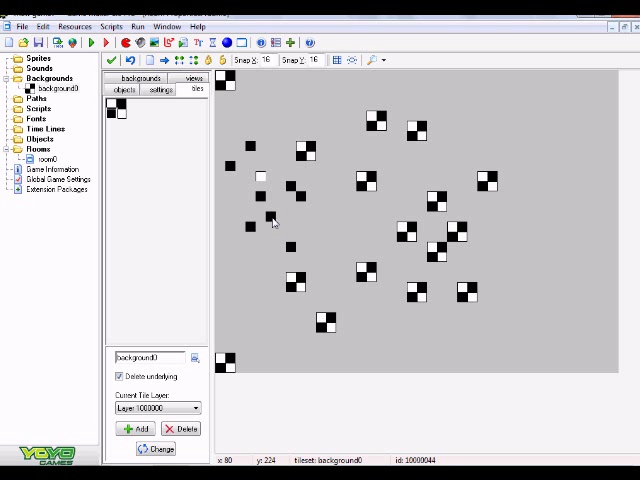 File Edit Resources Scripts Run Window Help
Snap X: 16 Snap Y: 16
Sprites
Sounds
Backgrounds
background0
Paths
Scripts
Fonts
Time Lines
Objects
Rooms
room0
Game Information
Global Game Settings
Extension Packages
backgrounds views
objects settings tiles
background0
Delete underlying
Current Tile Layer:
Layer 1000000
Add Delete
Change
YOYO
GAMES
x: 80 y: 224 tileset: background0 id: 10000044